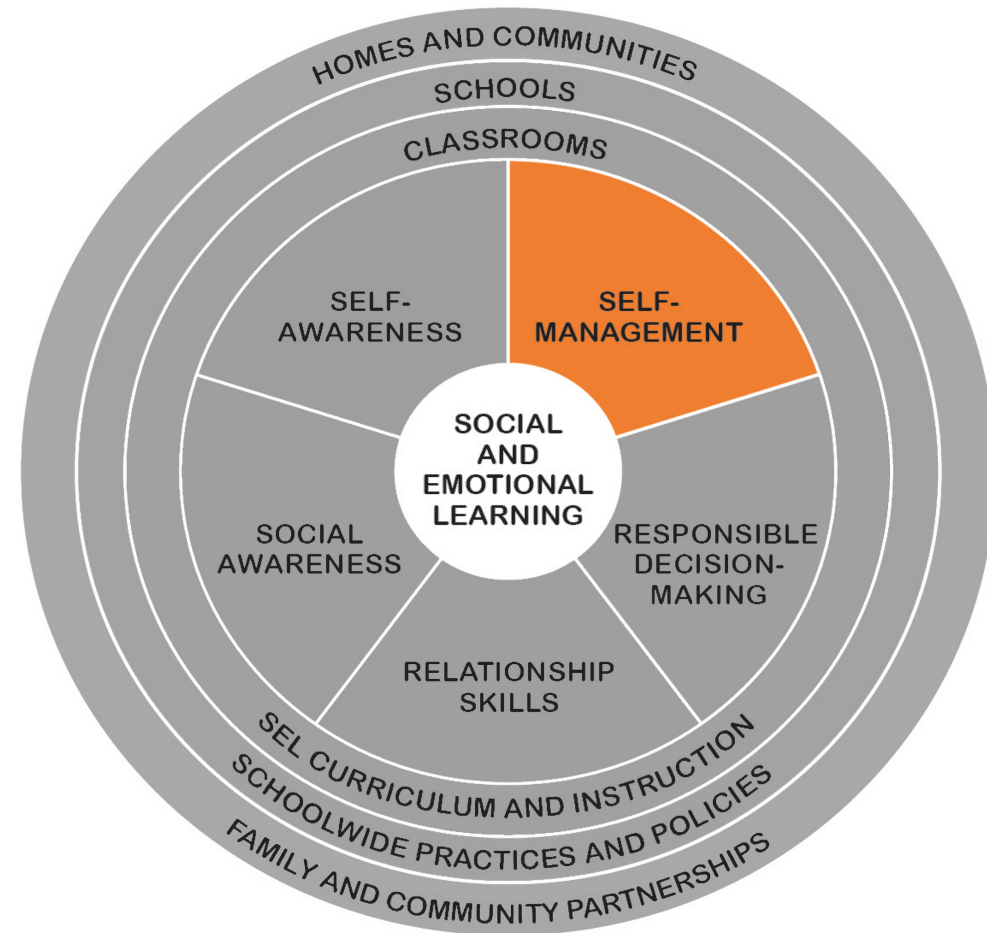 HOMES AND COMMUNITIES
SCHOOLS
CLASSROOMS
SELF-
AWARENESS
SELF-
MANAGEMENT
SOCIAL
AND
EMOTIONAL
LEARNING
SOCIAL
AWARENESS
RESPONSIBLE
DECISION-
MAKING
RELATIONSHIP
SKILLS
SEL CURRICULUM AND INSTRUCTION
SCHOOLWIDE PRACTICES AND POLICIES
FAMILY AND COMMUNITY PARTNERSHIPS